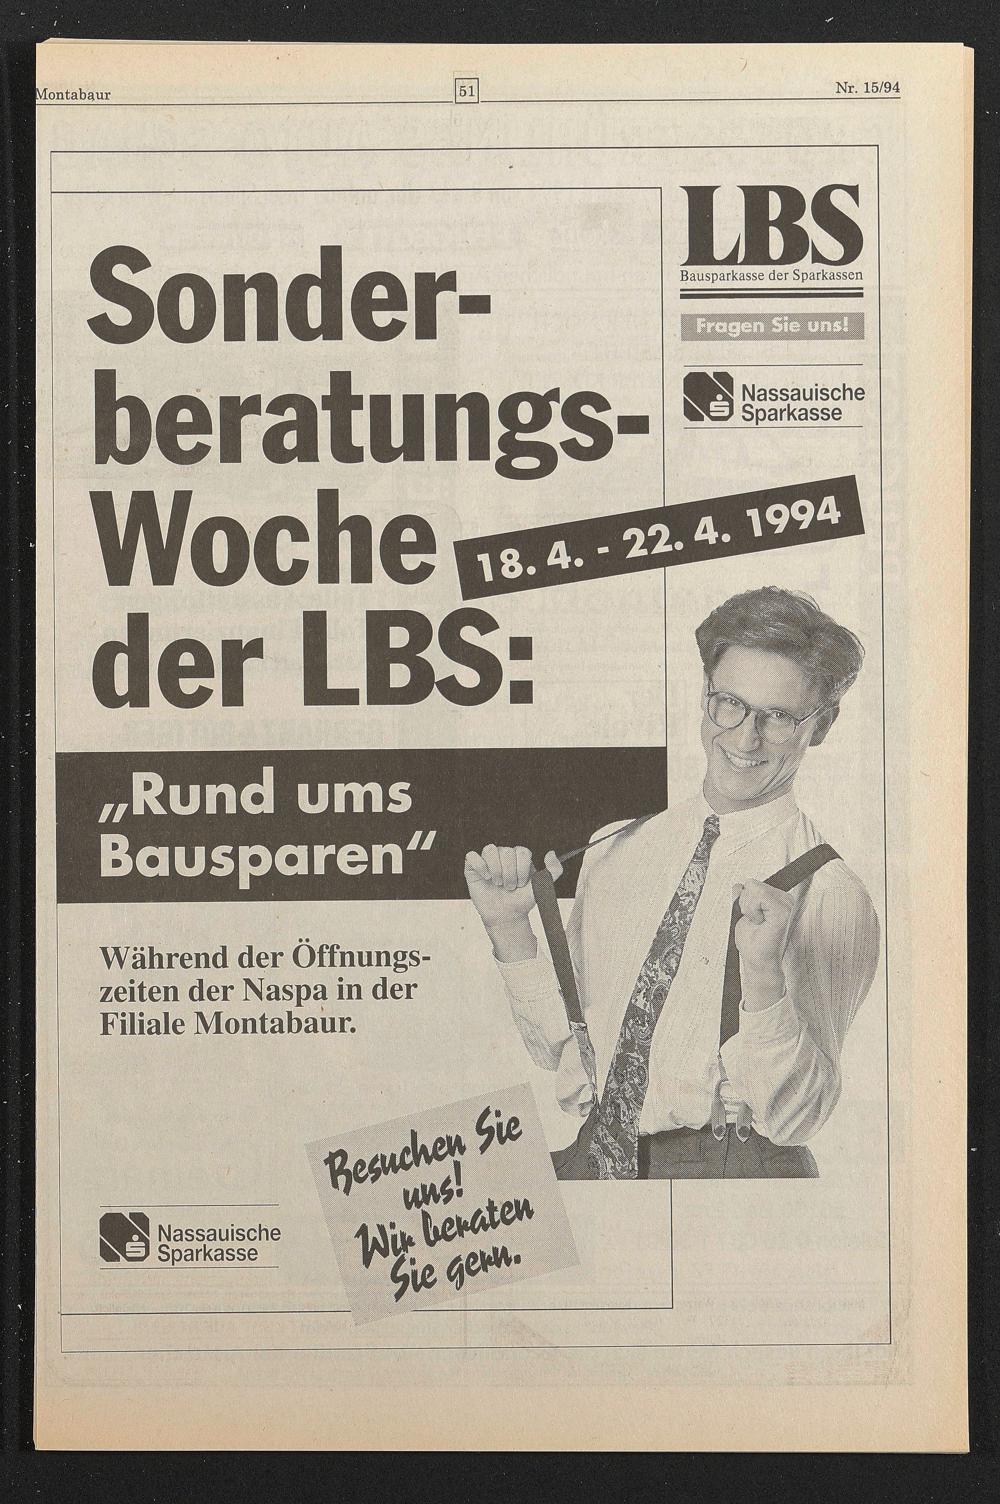 Montabaur
51
Nr. 15/94
LBS
Bausparkasse der Sparkassen
Fragen Sie uns!
Nassauische
Sparkasse
Sonder-
beratungs-
Woche
der LBS:
18. 4. - 22. 4. 1994
„Rund ums
Bausparen“
Während der Öffnungs-
zeiten der Naspa in der
Filiale Montabaur.
Besuchen Sie
uns!
Wir beraten
Sie gern.
Nassauische
Sparkasse